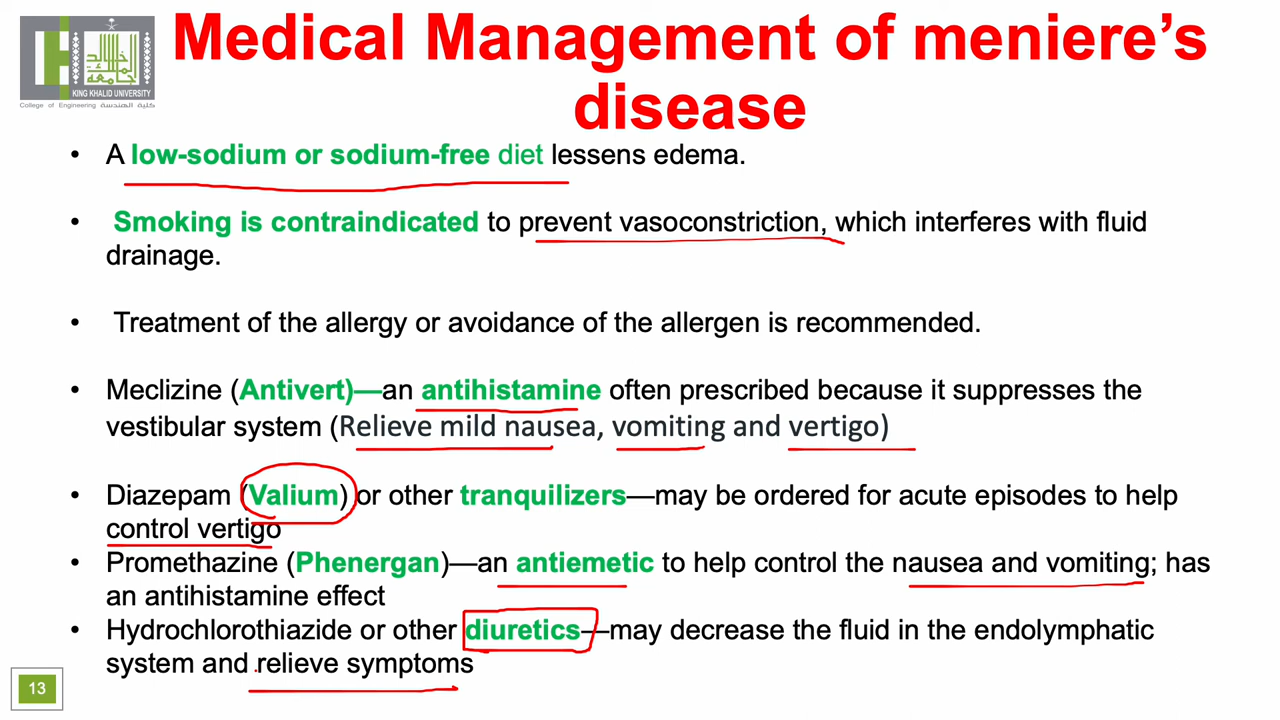 KING KHALID UNIVERSITY
College of Engineering كلية الهندسة
Medical Management of meniere’s
disease
• A low-sodium or sodium-free diet lessens edema.
• Smoking is contraindicated to prevent vasoconstriction, which interferes with fluid
drainage.
• Treatment of the allergy or avoidance of the allergen is recommended.
• Meclizine (Antivert)—an antihistamine often prescribed because it suppresses the
vestibular system (Relieve mild nausea, vomiting and vertigo)
• Diazepam (Valium) or other tranquilizers—may be ordered for acute episodes to help
control vertigo
• Promethazine (Phenergan)—an antiemetic to help control the nausea and vomiting; has
an antihistamine effect
• Hydrochlorothiazide or other diuretics—may decrease the fluid in the endolymphatic
system and relieve symptoms
13